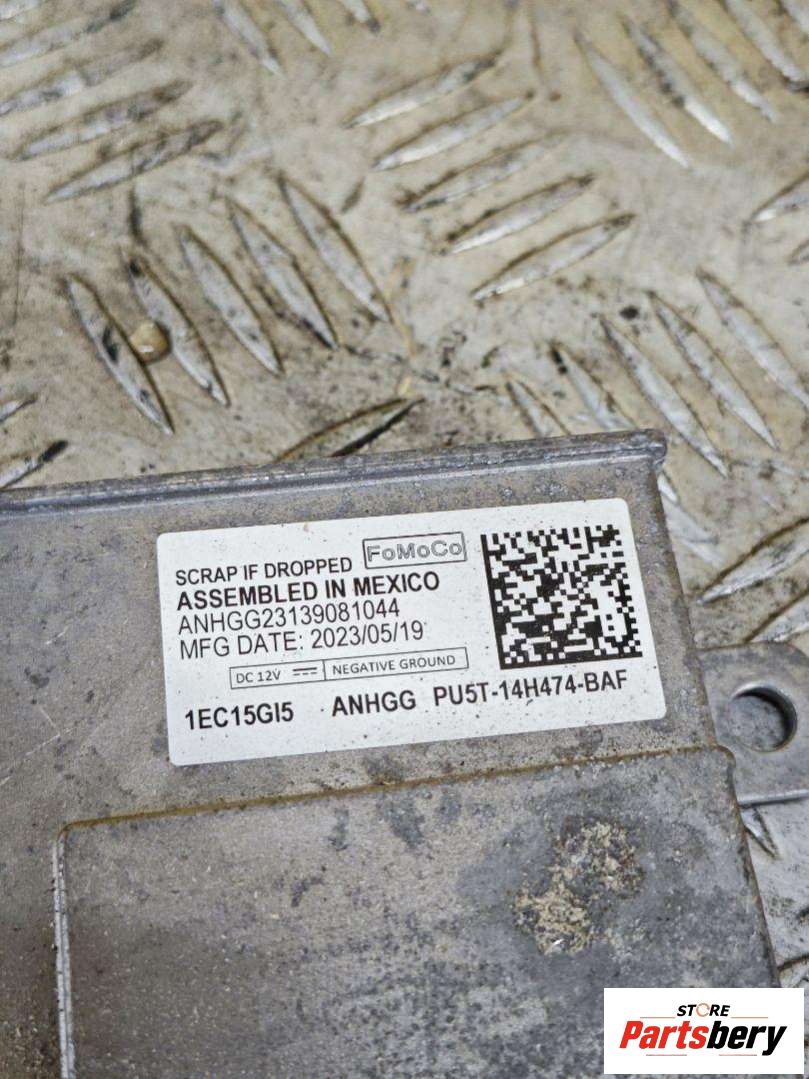 SCRAP IF DROPPED FoMoCo
ASSEMBLED IN MEXICO
ANHGG23139081044
MFG DATE: 2023/05/19
DC 12V NEGATIVE GROUND
1EC15GI5 ANHGG PU5T-14H474-BAF
STORE
Partsbery